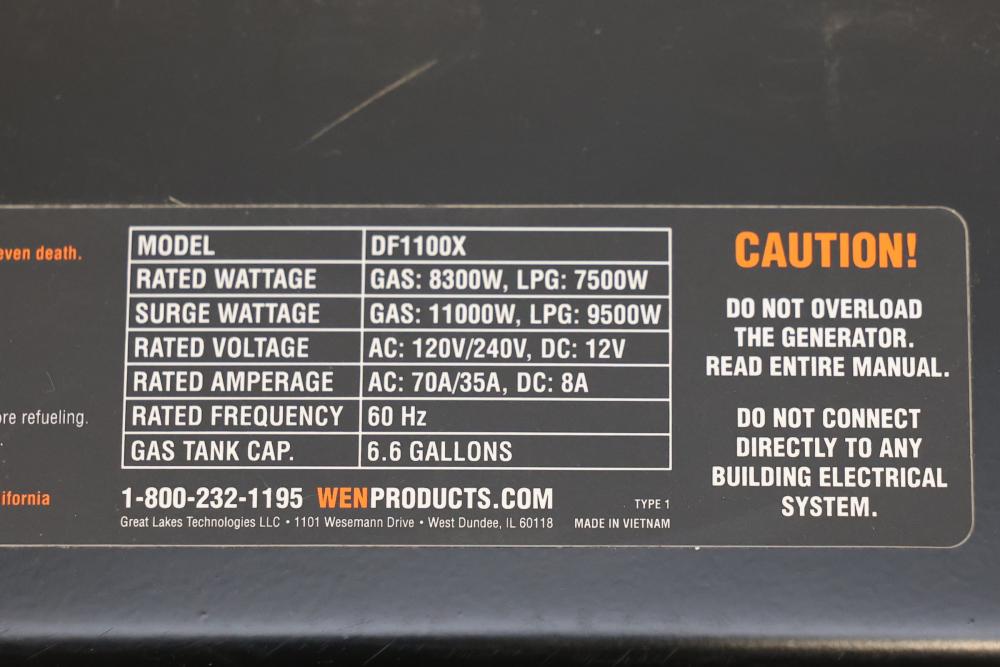 even death.
re refueling.
ifornia
MODEL DF1100X
RATED WATTAGE GAS: 8300W, LPG: 7500W
SURGE WATTAGE GAS: 11000W, LPG: 9500W
RATED VOLTAGE AC: 120V/240V, DC: 12V
RATED AMPERAGE AC: 70A/35A, DC: 8A
RATED FREQUENCY 60 Hz
GAS TANK CAP. 6.6 GALLONS
1-800-232-1195 WENPRODUCTS.COM
TYPE 1
Great Lakes Technologies LLC • 1101 Wesemann Drive • West Dundee, IL 60118
MADE IN VIETNAM
CAUTION!
DO NOT OVERLOAD
THE GENERATOR.
READ ENTIRE MANUAL.
DO NOT CONNECT
DIRECTLY TO ANY
BUILDING ELECTRICAL
SYSTEM.